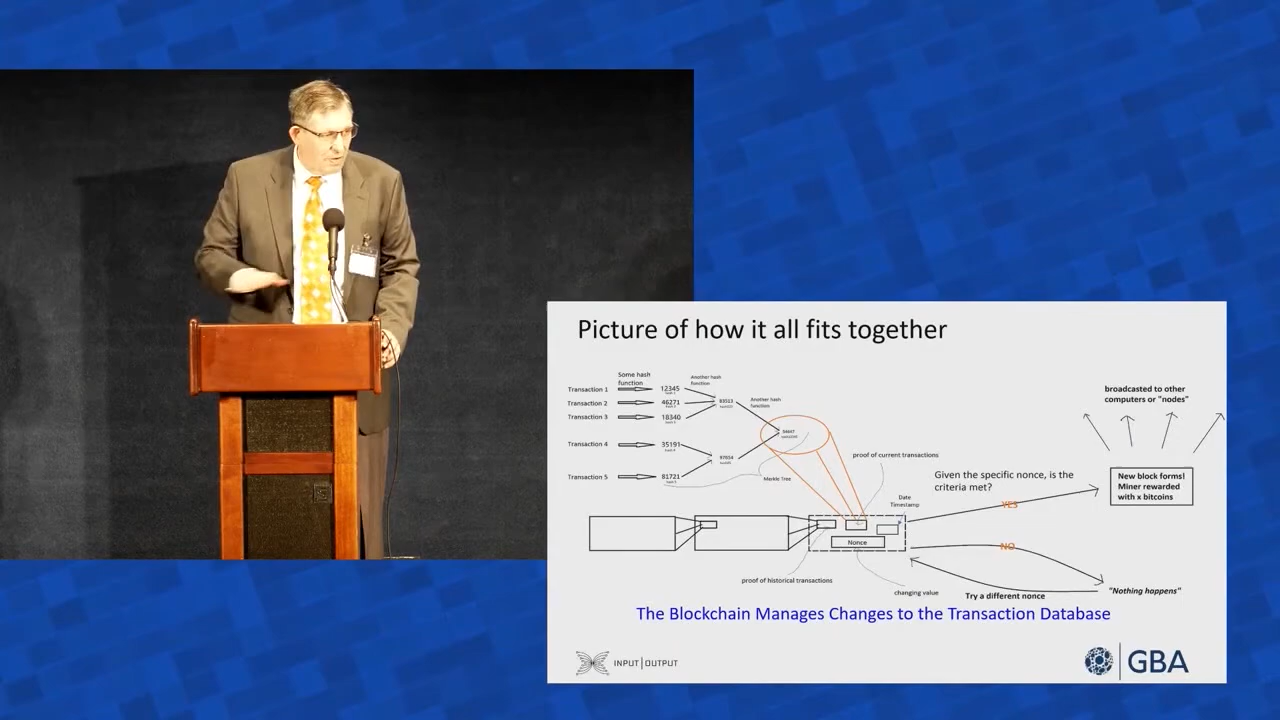 Picture of how it all fits together
Some hash
function
Another hash
function
Another hash
function
Transaction 1
12345
Transaction 2
46271
Transaction 3
18340
Transaction 4
35191
Transaction 5
81721
Merkle Tree
proof of current transactions
Date
Timestamp
Nonce
proof of historical transactions
changing value
Given the specific nonce, is the
criteria met?
YES
NO
broadcasted to other
computers or "nodes"
New block forms!
Miner rewarded
with x bitcoins
"Nothing happens"
Try a different nonce
The Blockchain Manages Changes to the Transaction Database
INPUT|OUTPUT
GBA